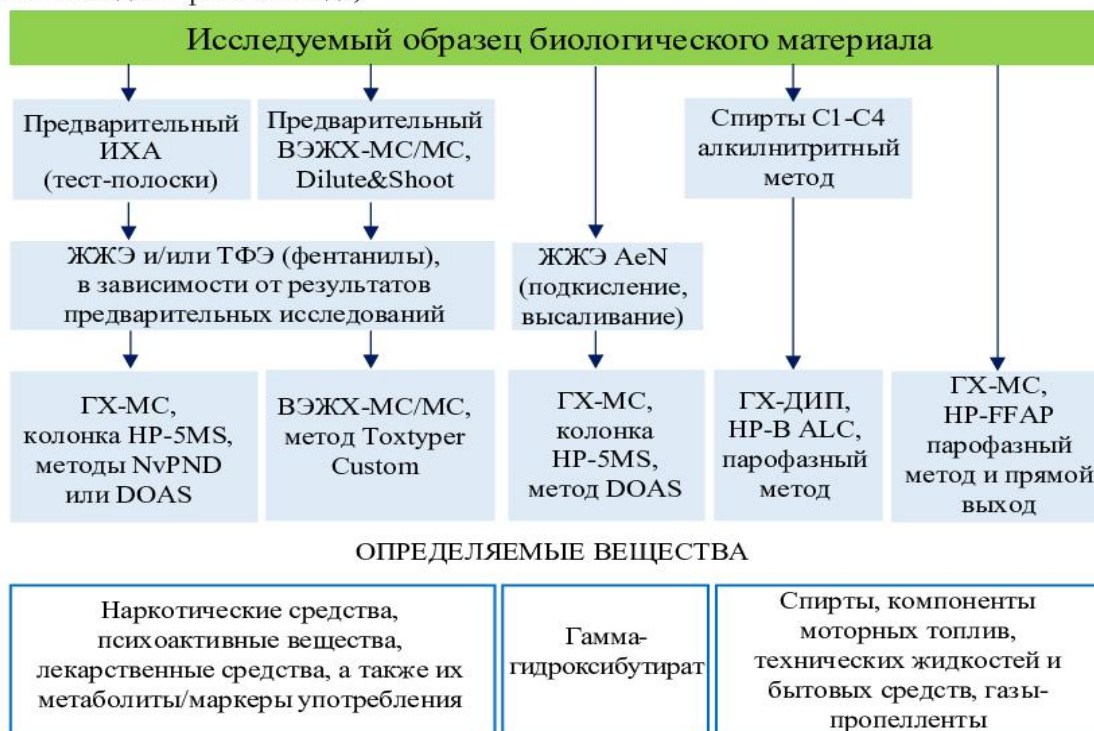 Исследуемый образец биологического материала
Предварительный
ИХА
(тест-полоски)
Предварительный
ВЭЖХ-МС/МС,
Dilute&Shoot
Спирты С1-С4
алкилнитритный
метод
ЖЖЭ и/или ТФЭ (фентанилы),
в зависимости от результатов
предварительных исследований
ЖЖЭ AeN
(подкисление,
высаливание)
ГХ-МС,
колонка HP-5MS,
методы NvPND
или DOAS
ВЭЖХ-МС/МС,
метод Toxtyper
Custom
ГХ-МС,
колонка
HP-5MS,
метод DOAS
ГХ-ДИП,
HP-B ALC,
парофазный
метод
ГХ-МС,
HP-FFAP
парофазный
метод и прямой
выход
ОПРЕДЕЛЯЕМЫЕ ВЕЩЕСТВА
Наркотические средства,
психоактивные вещества,
лекарственные средства, а также их
метаболиты/маркеры употребления
Гамма-
гидроксибутират
Спирты, компоненты
моторных топлив,
технических жидкостей и
бытовых средств, газы-
пропелленты